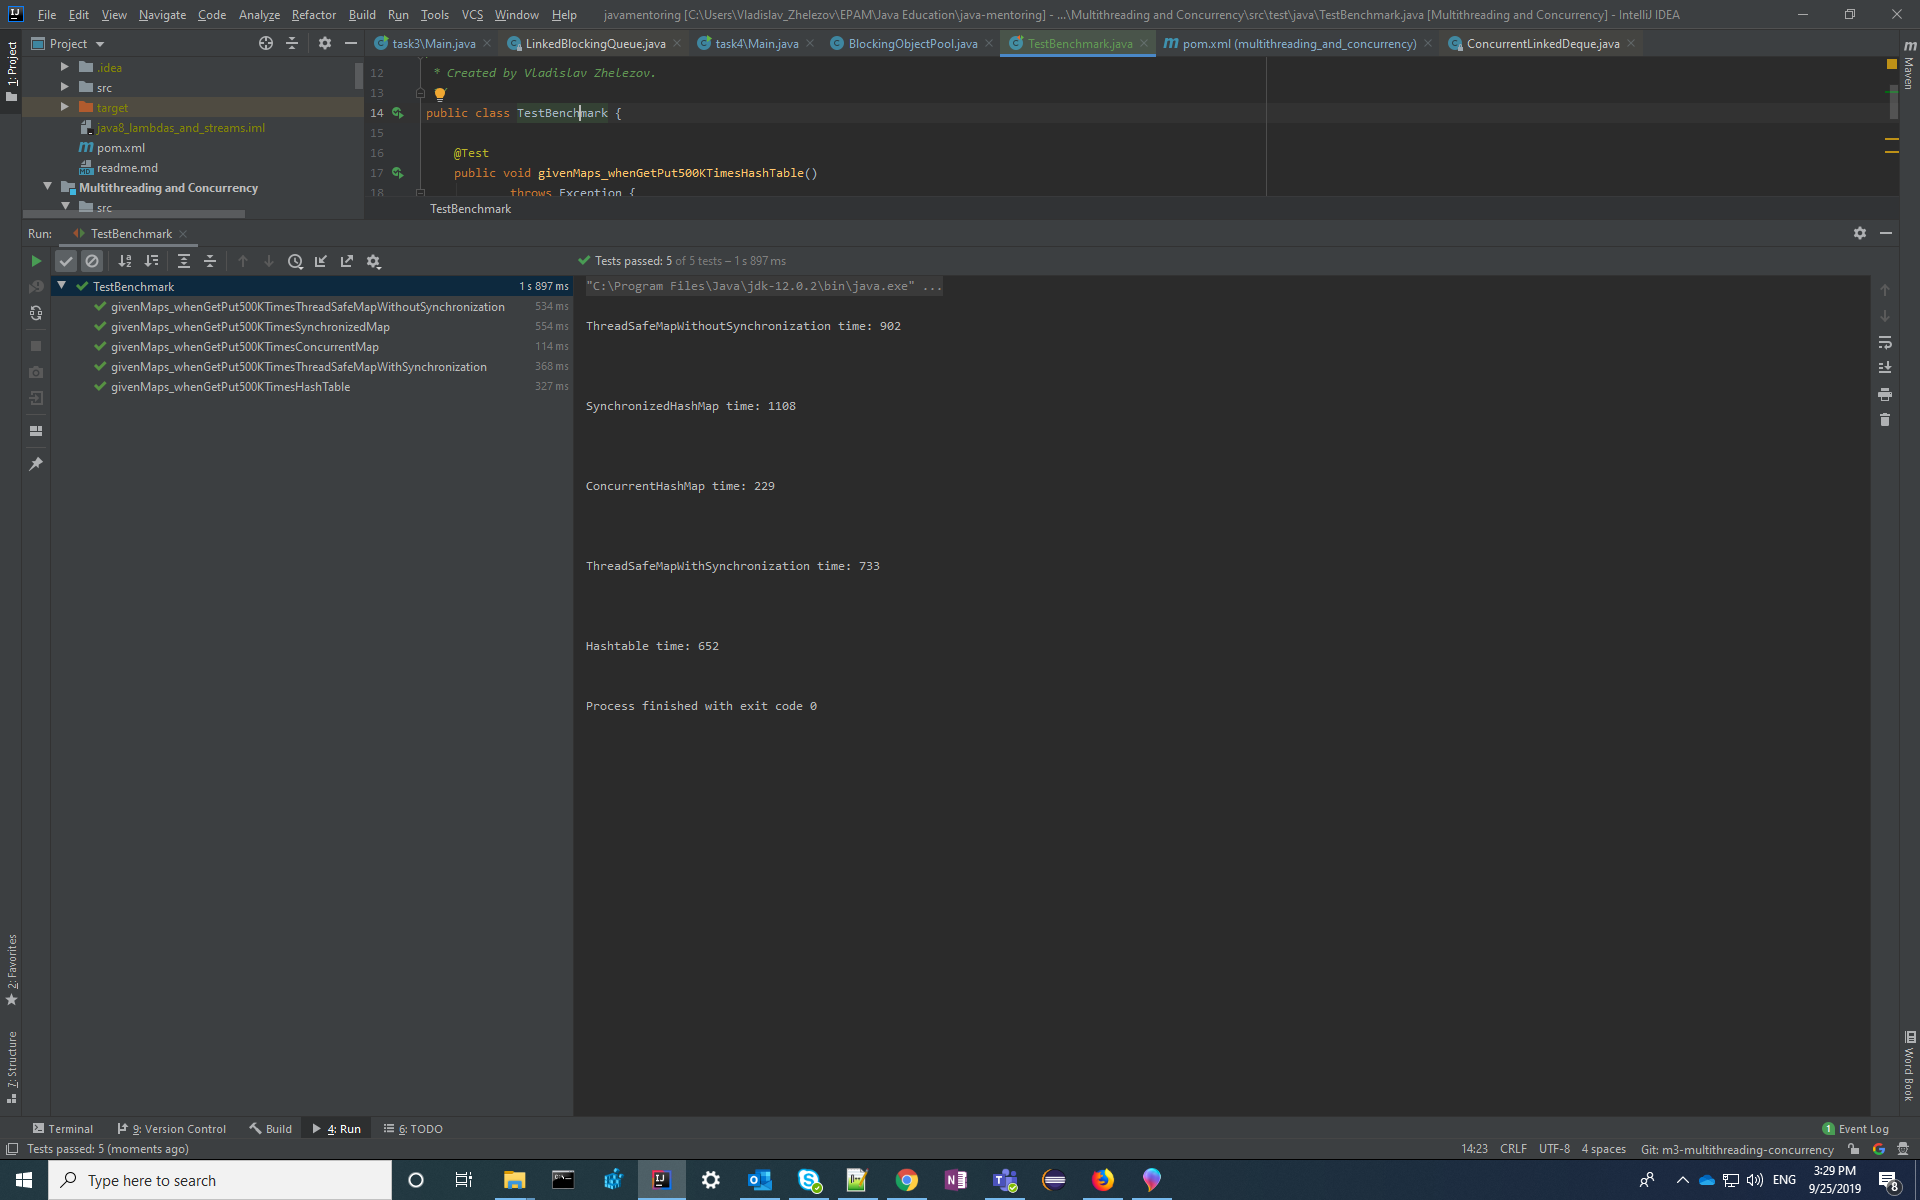 File Edit View Navigate Code Analyze Refactor Build Run Tools VCS Window Help javamentoring [C:\Users\Vladislav_Zhelezov\EPAM\Java Education\java-mentoring] - ...\Multithreading and Concurrency\src\test\java\TestBenchmark.java [Multithreading and Concurrency] - IntelliJ IDEA
Project task3\Main.java LinkedBlockingQueue.java task4\Main.java BlockingObjectPool.java TestBenchmark.java pom.xml (multithreading_and_concurrency) ConcurrentLinkedDeque.java
1: Project
Maven
.idea
src
target
java8_lambdas_and_streams.iml
pom.xml
readme.md
Multithreading and Concurrency
src
12 * Created by Vladislav Zhelezov.
13
14 public class TestBenchmark {
15
16 @Test
17 public void givenMaps_whenGetPut500KTimesHashTable()
18 throws Exception {
TestBenchmark
Run: TestBenchmark
Tests passed: 5 of 5 tests – 1 s 897 ms
TestBenchmark 1 s 897 ms
givenMaps_whenGetPut500KTimesThreadSafeMapWithoutSynchronization 534 ms
givenMaps_whenGetPut500KTimesSynchronizedMap 554 ms
givenMaps_whenGetPut500KTimesConcurrentMap 114 ms
givenMaps_whenGetPut500KTimesThreadSafeMapWithSynchronization 368 ms
givenMaps_whenGetPut500KTimesHashTable 327 ms
"C:\Program Files\Java\jdk-12.0.2\bin\java.exe" ...
ThreadSafeMapWithoutSynchronization time: 902
SynchronizedHashMap time: 1108
ConcurrentHashMap time: 229
ThreadSafeMapWithSynchronization time: 733
Hashtable time: 652
Process finished with exit code 0
2: Favorites
7: Structure
Word Book
Terminal 9: Version Control Build 4: Run 6: TODO 1 Event Log
Tests passed: 5 (moments ago) 14:23 CRLF UTF-8 4 spaces Git: m3-multithreading-concurrency
Type here to search
ENG
3:29 PM
9/25/2019
8